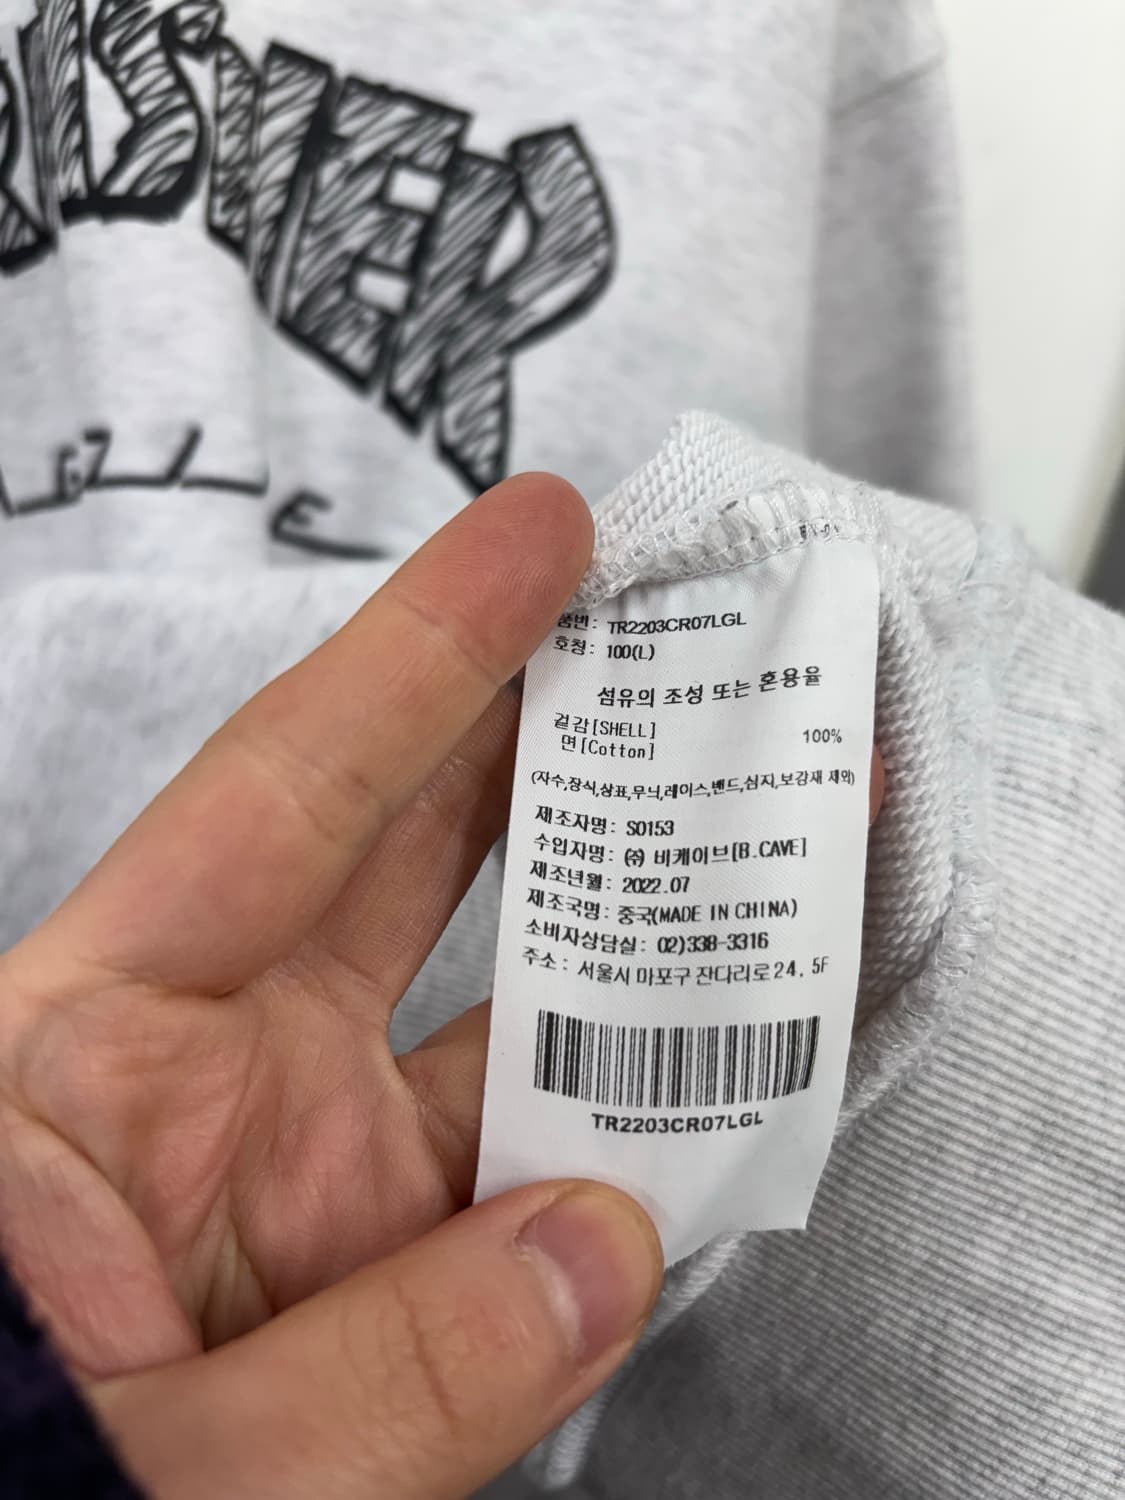 품번: TR2203CR07LGL
호청: 100(L)
섬유의 조성 또는 혼용율
겉감[SHELL]
면[Cotton] 100%
(자수,장식,상표,무늬,레이스,밴드,심지,보강재 제외)
제조자명: S0153
수입자명: ㈜ 비케이브[B.CAVE]
제조년월: 2022.07
제조국명: 중국(MADE IN CHINA)
소비자상담실: 02)338-3316
주소: 서울시 마포구 잔다리로24, 5F
TR2203CR07LGL